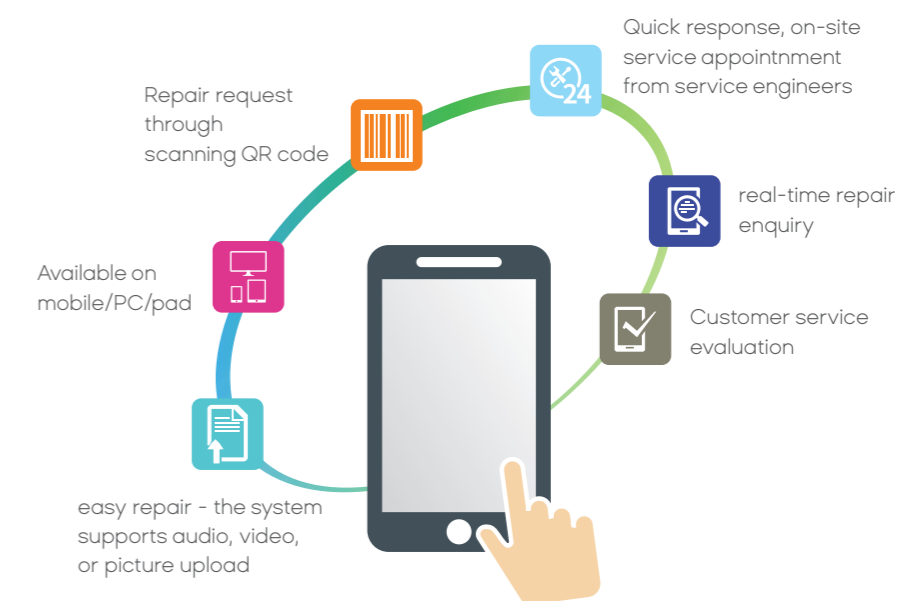 Quick response, on-site
service appointnment
from service engineers
24
Repair request
through
scanning QR code
real-time repair
enquiry
Available on
mobile/PC/pad
Customer service
evaluation
easy repair - the system
supports audio, video,
or picture upload